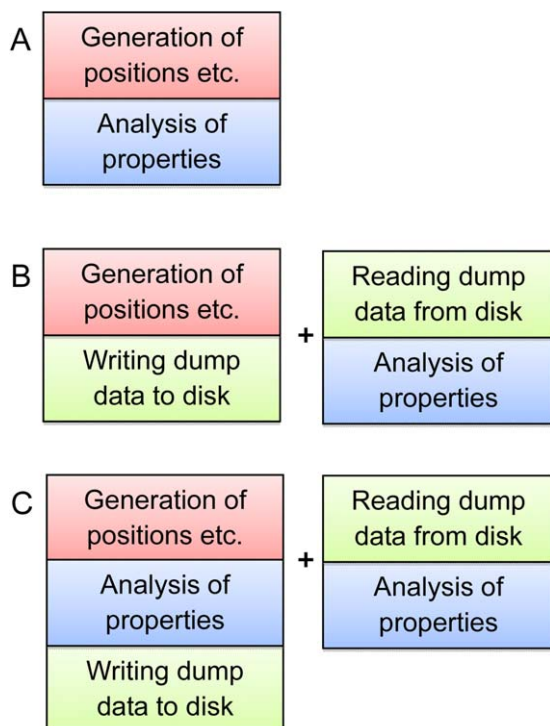 A
Generation of
positions etc.
Analysis of
properties
B
Generation of
positions etc.
Writing dump
data to disk
+
Reading dump
data from disk
Analysis of
properties
C
Generation of
positions etc.
Analysis of
properties
Writing dump
data to disk
+
Reading dump
data from disk
Analysis of
properties